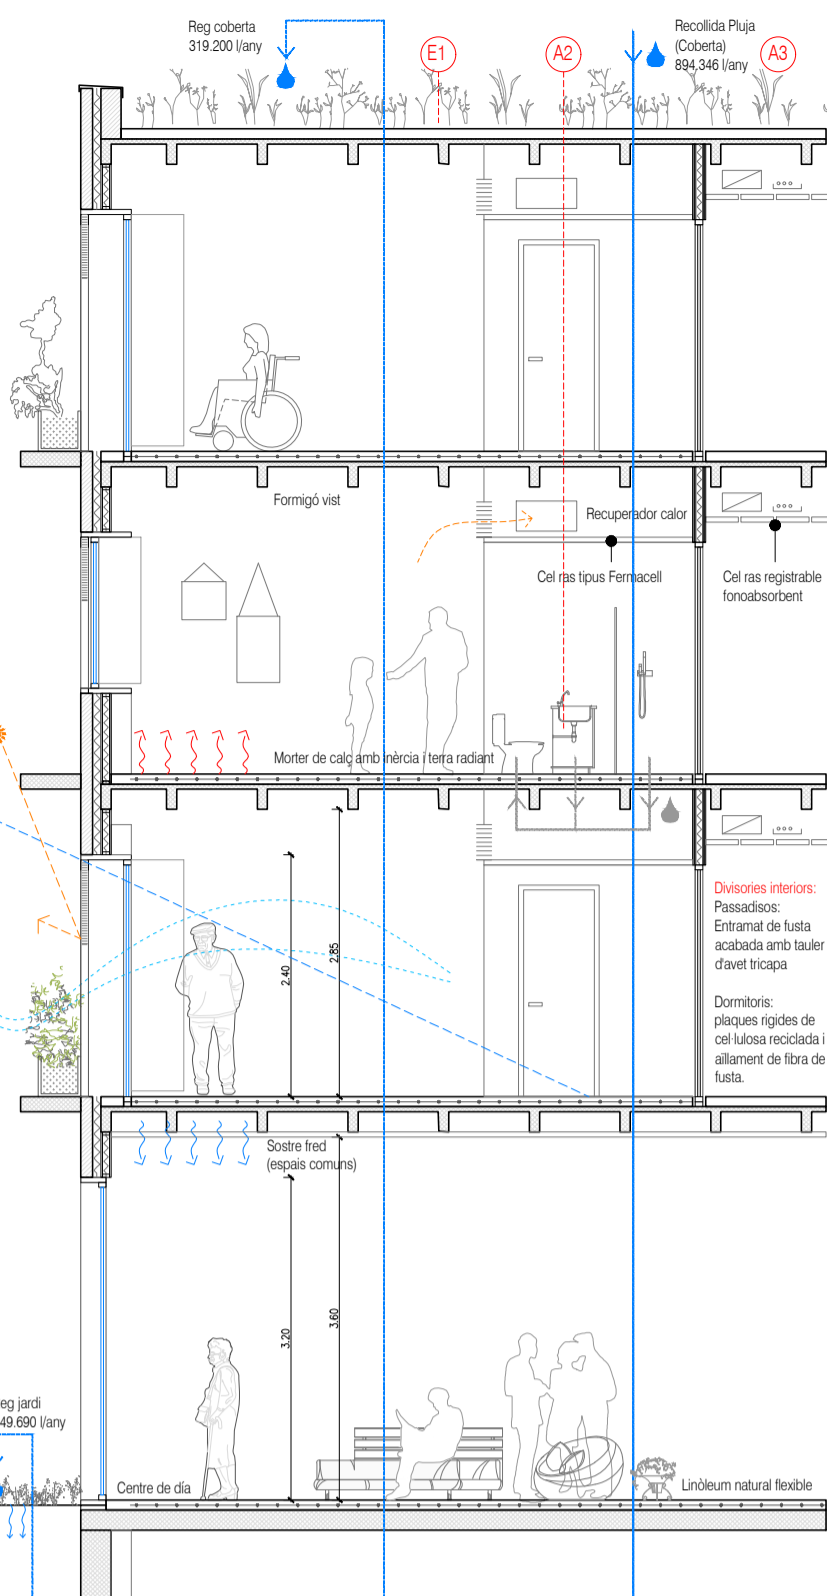 Reg coberta
319.200 l/any
E1
A2
Recollida Pluja
(Coberta)
894.346 l/any
A3
Formigó vist
Recuperador calor
Cel ras tipus Fermacell
Cel ras registrable
fonoabsorbent
Morter de calç amb inèrcia i terra radiant
2.40
2.85
Divisories interiors:
Passadisos:
Entramat de fusta
acabada amb tauler
d'avet tricapa
Dormitoris:
plaques rigides de
cel·lulosa reciclada i
aïllament de fibra de
fusta.
Sostre fred
(espais comuns)
3.20
3.60
eg jardi
49.690 l/any
Centre de día
Linòleum natural flexible